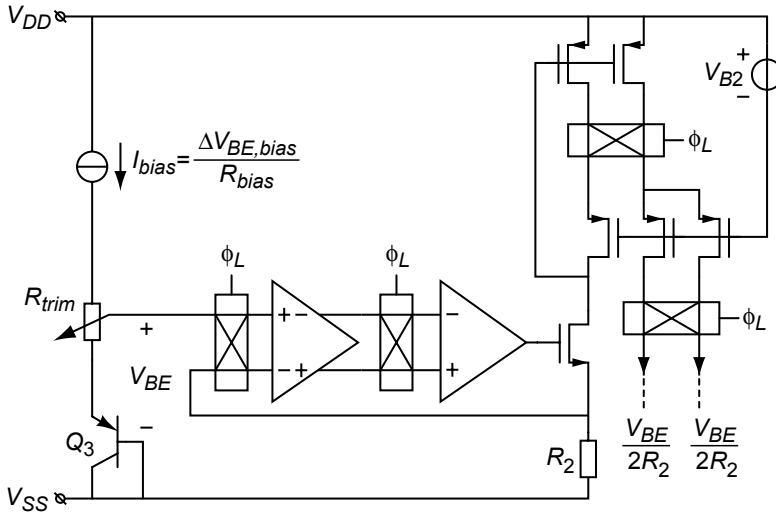 V_DD
+
V_B2
−
ϕ_L
I_bias = ΔV_BE,bias / R_bias
ϕ_L
ϕ_L
R_trim
+
+ −
−
V_BE
− +
+
ϕ_L
Q_3
−
R_2
V_BE / 2R_2
V_BE / 2R_2
V_SS